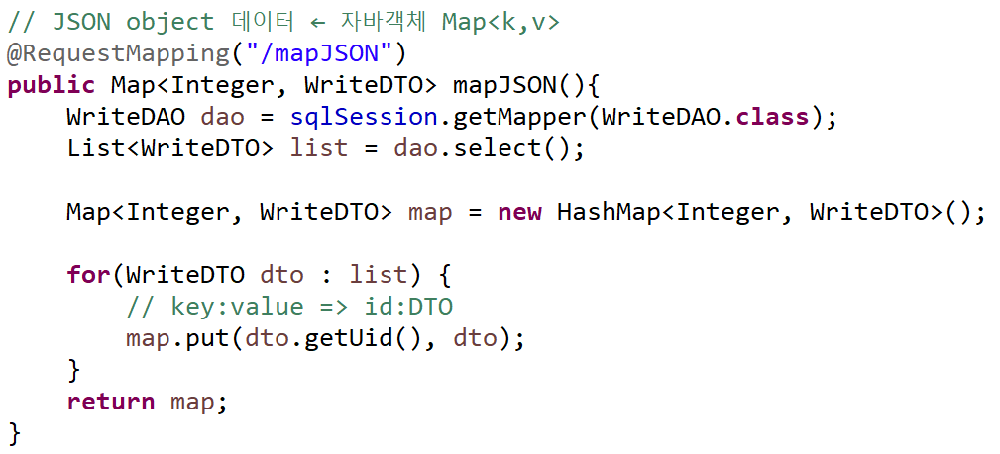 // JSON object 데이터 ← 자바객체 Map<k,v>
@RequestMapping("/mapJSON")
public Map<Integer, WriteDTO> mapJSON(){
    WriteDAO dao = sqlSession.getMapper(WriteDAO.class);
    List<WriteDTO> list = dao.select();

    Map<Integer, WriteDTO> map = new HashMap<Integer, WriteDTO>();

    for(WriteDTO dto : list) {
        // key:value => id:DTO
        map.put(dto.getUid(), dto);
    }
    return map;
}